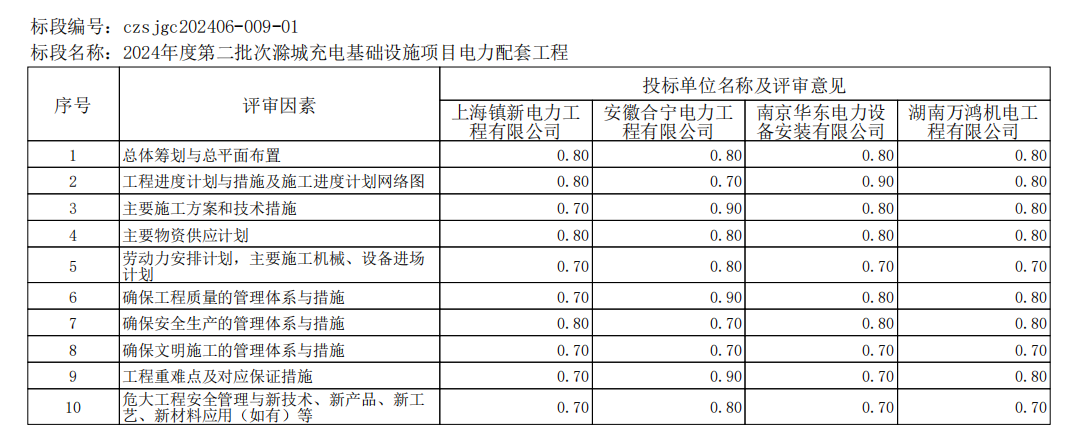 标段编号：czsjgc202406-009-01
标段名称：2024年度第二批次滁城充电基础设施项目电力配套工程
序号 评审因素 投标单位名称及评审意见
上海镇新电力工程有限公司 安徽合宁电力工程有限公司 南京华东电力设备安装有限公司 湖南万鸿机电工程有限公司
1 总体筹划与总平面布置 0.80 0.80 0.80 0.80
2 工程进度计划与措施及施工进度计划网络图 0.80 0.70 0.90 0.80
3 主要施工方案和技术措施 0.70 0.90 0.80 0.80
4 主要物资供应计划 0.80 0.80 0.80 0.80
5 劳动力安排计划，主要施工机械、设备进场计划 0.70 0.80 0.70 0.70
6 确保工程质量的管理体系与措施 0.70 0.90 0.80 0.80
7 确保安全生产的管理体系与措施 0.80 0.70 0.80 0.80
8 确保文明施工的管理体系与措施 0.70 0.70 0.70 0.70
9 工程重难点及对应保证措施 0.70 0.90 0.70 0.80
10 危大工程安全管理与新技术、新产品、新工艺、新材料应用（如有）等 0.70 0.80 0.70 0.70